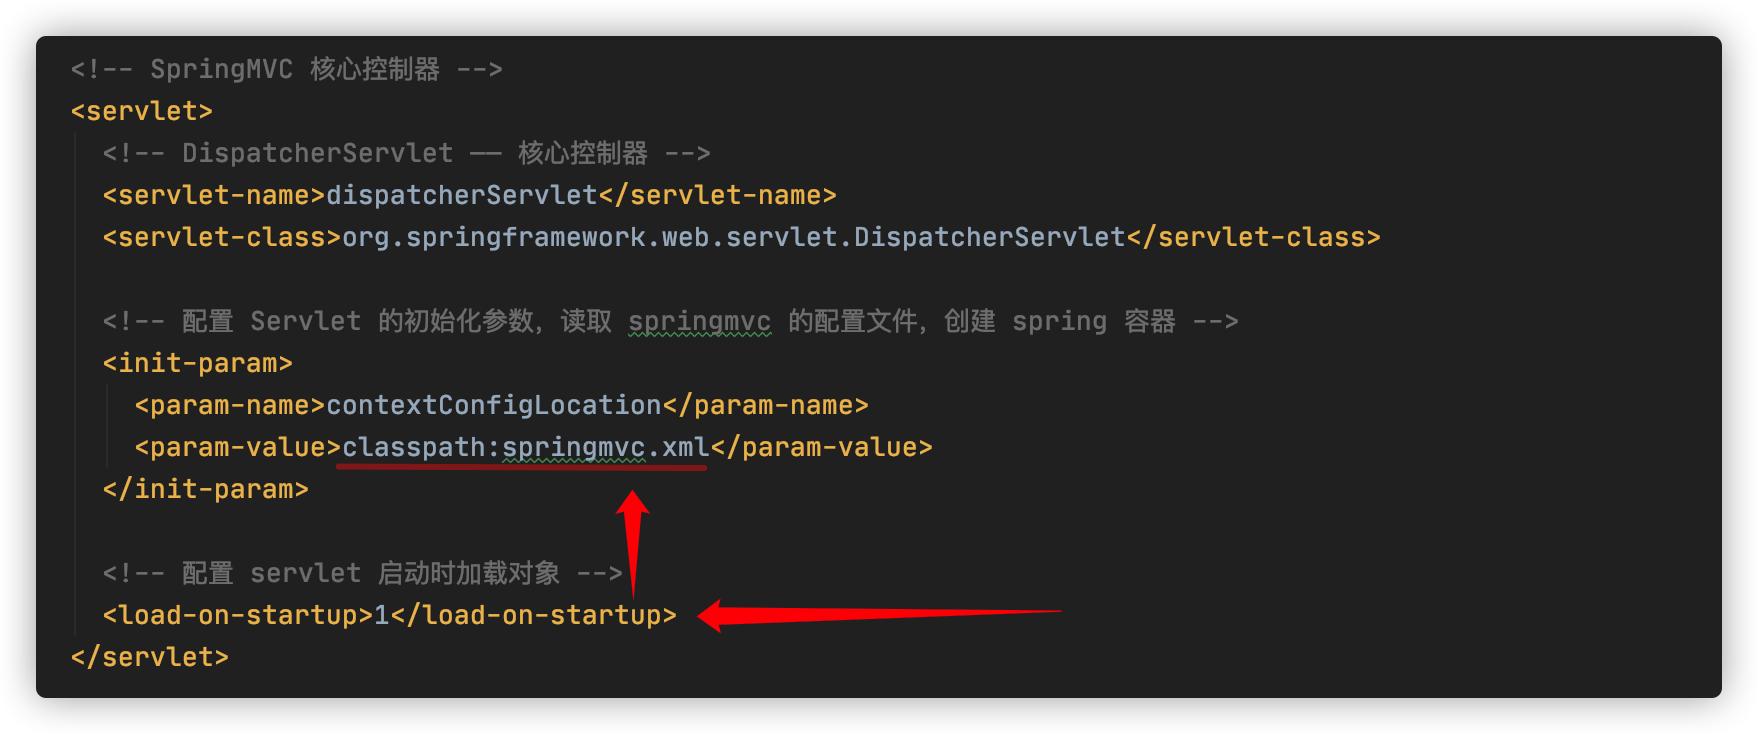 <!-- SpringMVC 核心控制器 -->
<servlet>
<!-- DispatcherServlet —— 核心控制器 -->
<servlet-name>dispatcherServlet</servlet-name>
<servlet-class>org.springframework.web.servlet.DispatcherServlet</servlet-class>
<!-- 配置 Servlet 的初始化参数，读取 springmvc 的配置文件，创建 spring 容器 -->
<init-param>
<param-name>contextConfigLocation</param-name>
<param-value>classpath:springmvc.xml</param-value>
</init-param>
<!-- 配置 servlet 启动时加载对象 -->
<load-on-startup>1</load-on-startup>
</servlet>